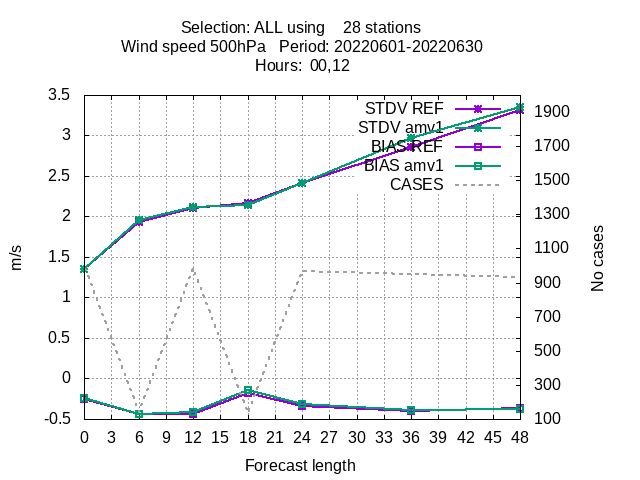 Selection: ALL using    28 stations
Wind speed 500hPa   Period: 20220601-20220630
Hours:  00,12
3.5
3
2.5
2
1.5
1
0.5
0
-0.5
m/s
STDV REF
STDV amv1
BIAS REF
BIAS amv1
CASES
1900
1700
1500
1300
1100
900
700
500
300
100
No cases
0 3 6 9 12 15 18 21 24 27 30 33 36 39 42 45 48
Forecast length